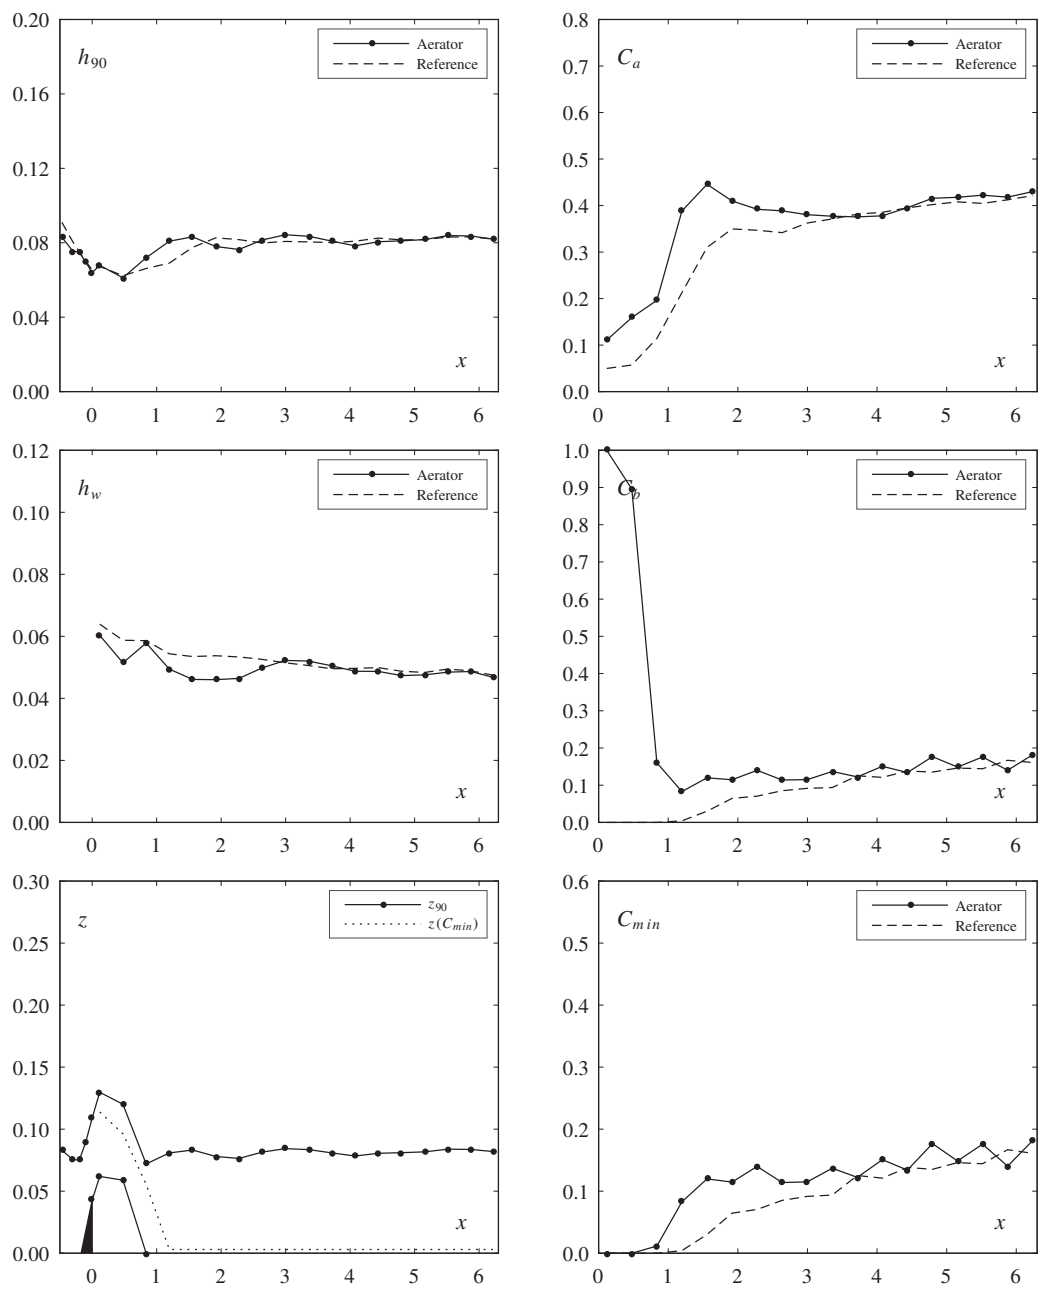 0.20
0.16
0.12
0.08
0.04
0.00
h90
Aerator
Reference
x
0 1 2 3 4 5 6
0.8
0.7
0.6
0.5
0.4
0.3
0.2
0.1
0.0
Ca
Aerator
Reference
x
0 1 2 3 4 5 6
0.12
0.10
0.08
0.06
0.04
0.02
0.00
hw
Aerator
Reference
x
0 1 2 3 4 5 6
1.0
0.9
0.8
0.7
0.6
0.5
0.4
0.3
0.2
0.1
0.0
Cb
Aerator
Reference
x
0 1 2 3 4 5 6
0.30
0.25
0.20
0.15
0.10
0.05
0.00
z
z90
z(Cmin)
x
0 1 2 3 4 5 6
0.6
0.5
0.4
0.3
0.2
0.1
0.0
Cmin
Aerator
Reference
x
0 1 2 3 4 5 6